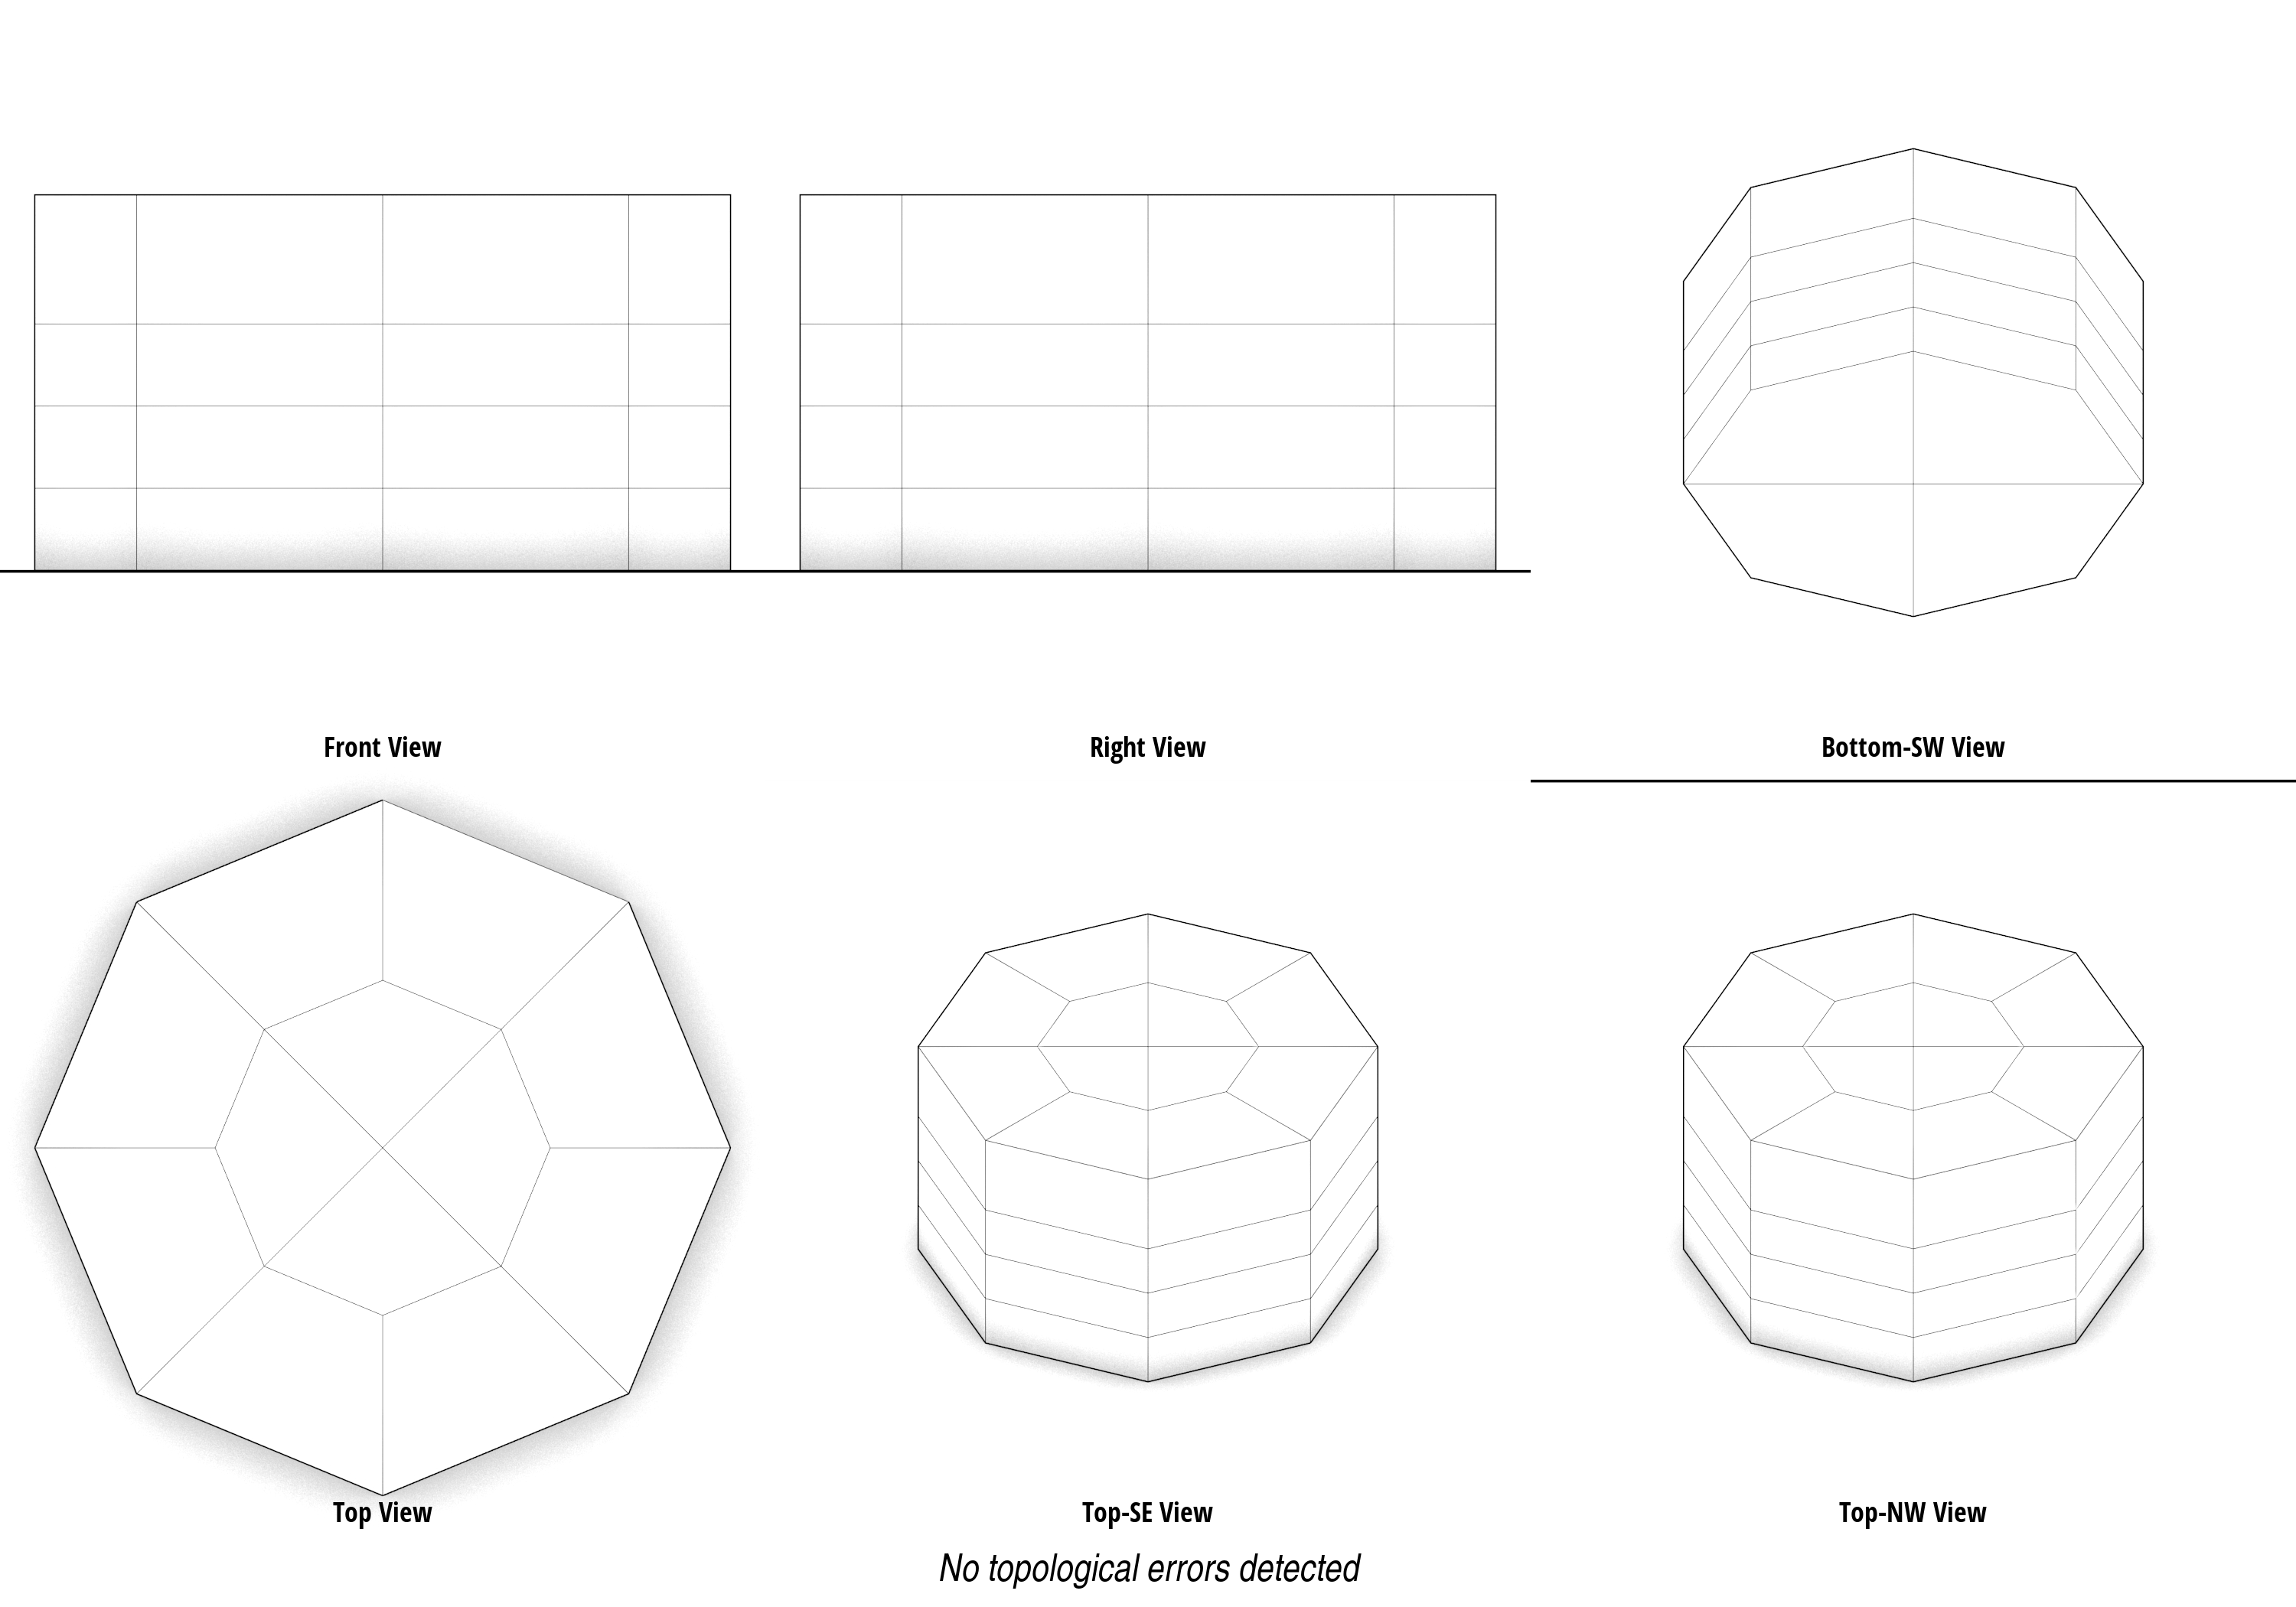 Front View
Right View
Bottom-SW View
Top View
Top-SE View
Top-NW View
No topological errors detected